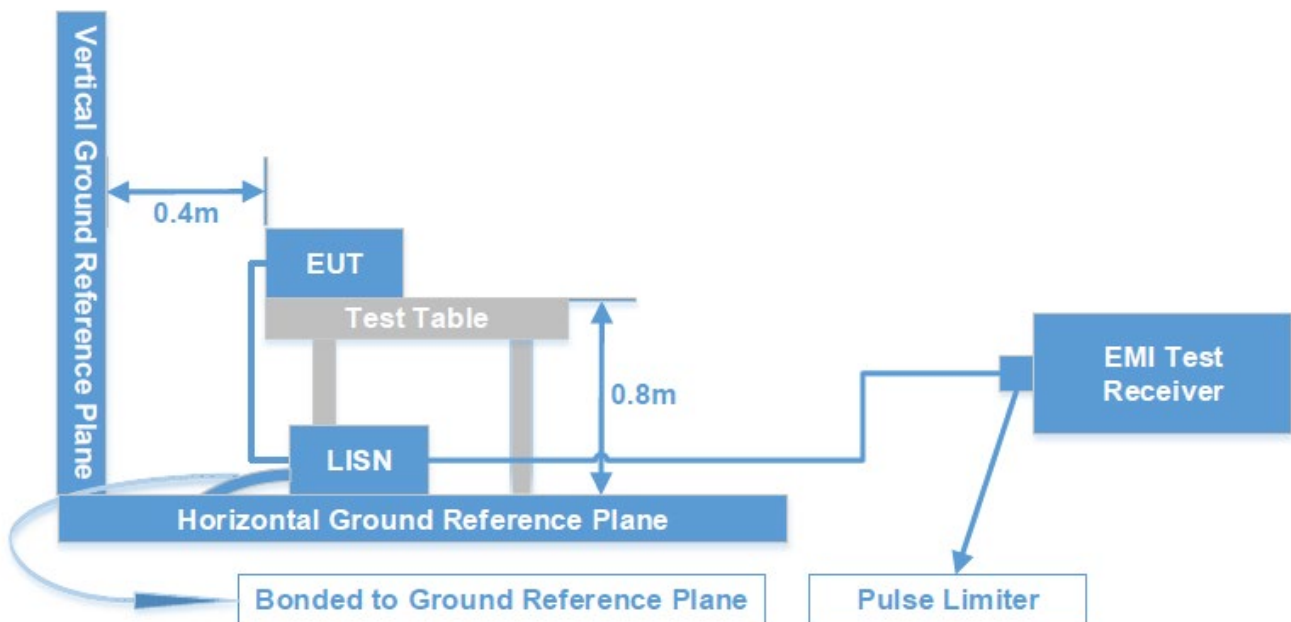 Vertical Ground Reference Plane
0.4m
EUT
Test Table
0.8m
EMI Test
Receiver
LISN
Horizontal Ground Reference Plane
Bonded to Ground Reference Plane
Pulse Limiter